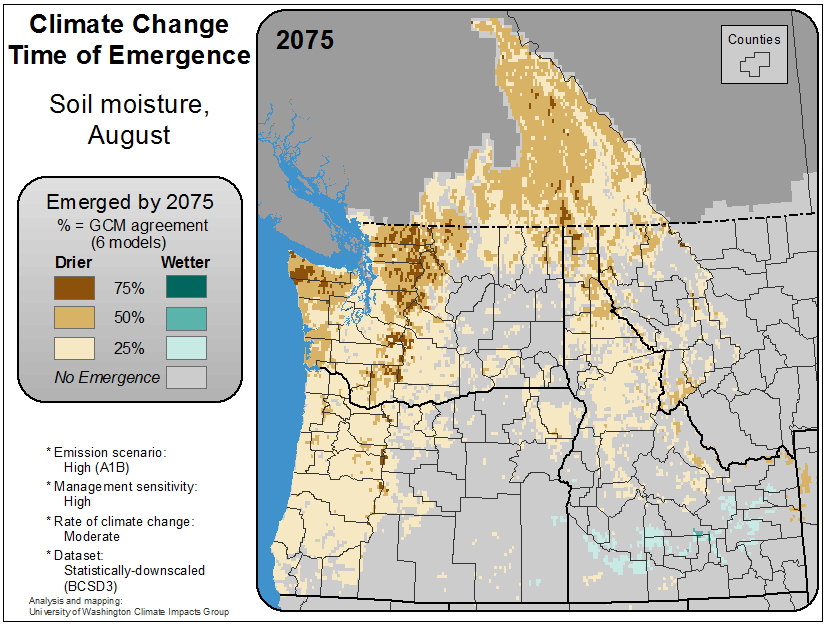 Climate Change
Time of Emergence
Soil moisture,
August
Emerged by 2075
% = GCM agreement
(6 models)
Drier Wetter
75%
50%
25%
No Emergence
* Emission scenario:
High (A1B)
* Management sensitivity:
High
* Rate of climate change:
Moderate
* Dataset:
Statistically-downscaled
(BCSD3)
Analysis and mapping:
University of Washington Climate Impacts Group
2075
Counties